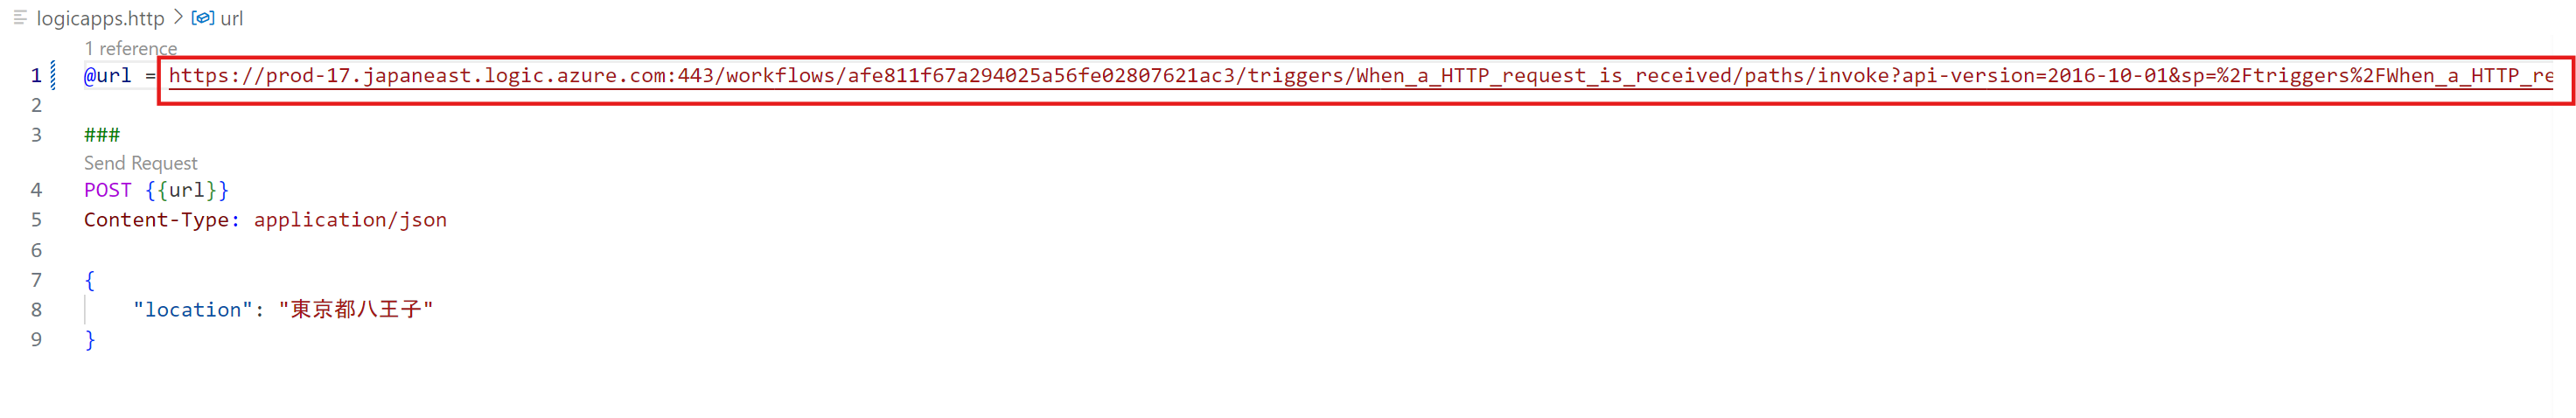 logicapps.http > url
1 reference
1 @url = https://prod-17.japaneast.logic.azure.com:443/workflows/afe811f67a294025a56fe02807621ac3/triggers/When_a_HTTP_request_is_received/paths/invoke?api-version=2016-10-01&sp=%2Ftriggers%2FWhen_a_HTTP_re
2
3 ###
Send Request
4 POST {{url}}
5 Content-Type: application/json
6
7 {
8 "location": "東京都八王子"
9 }